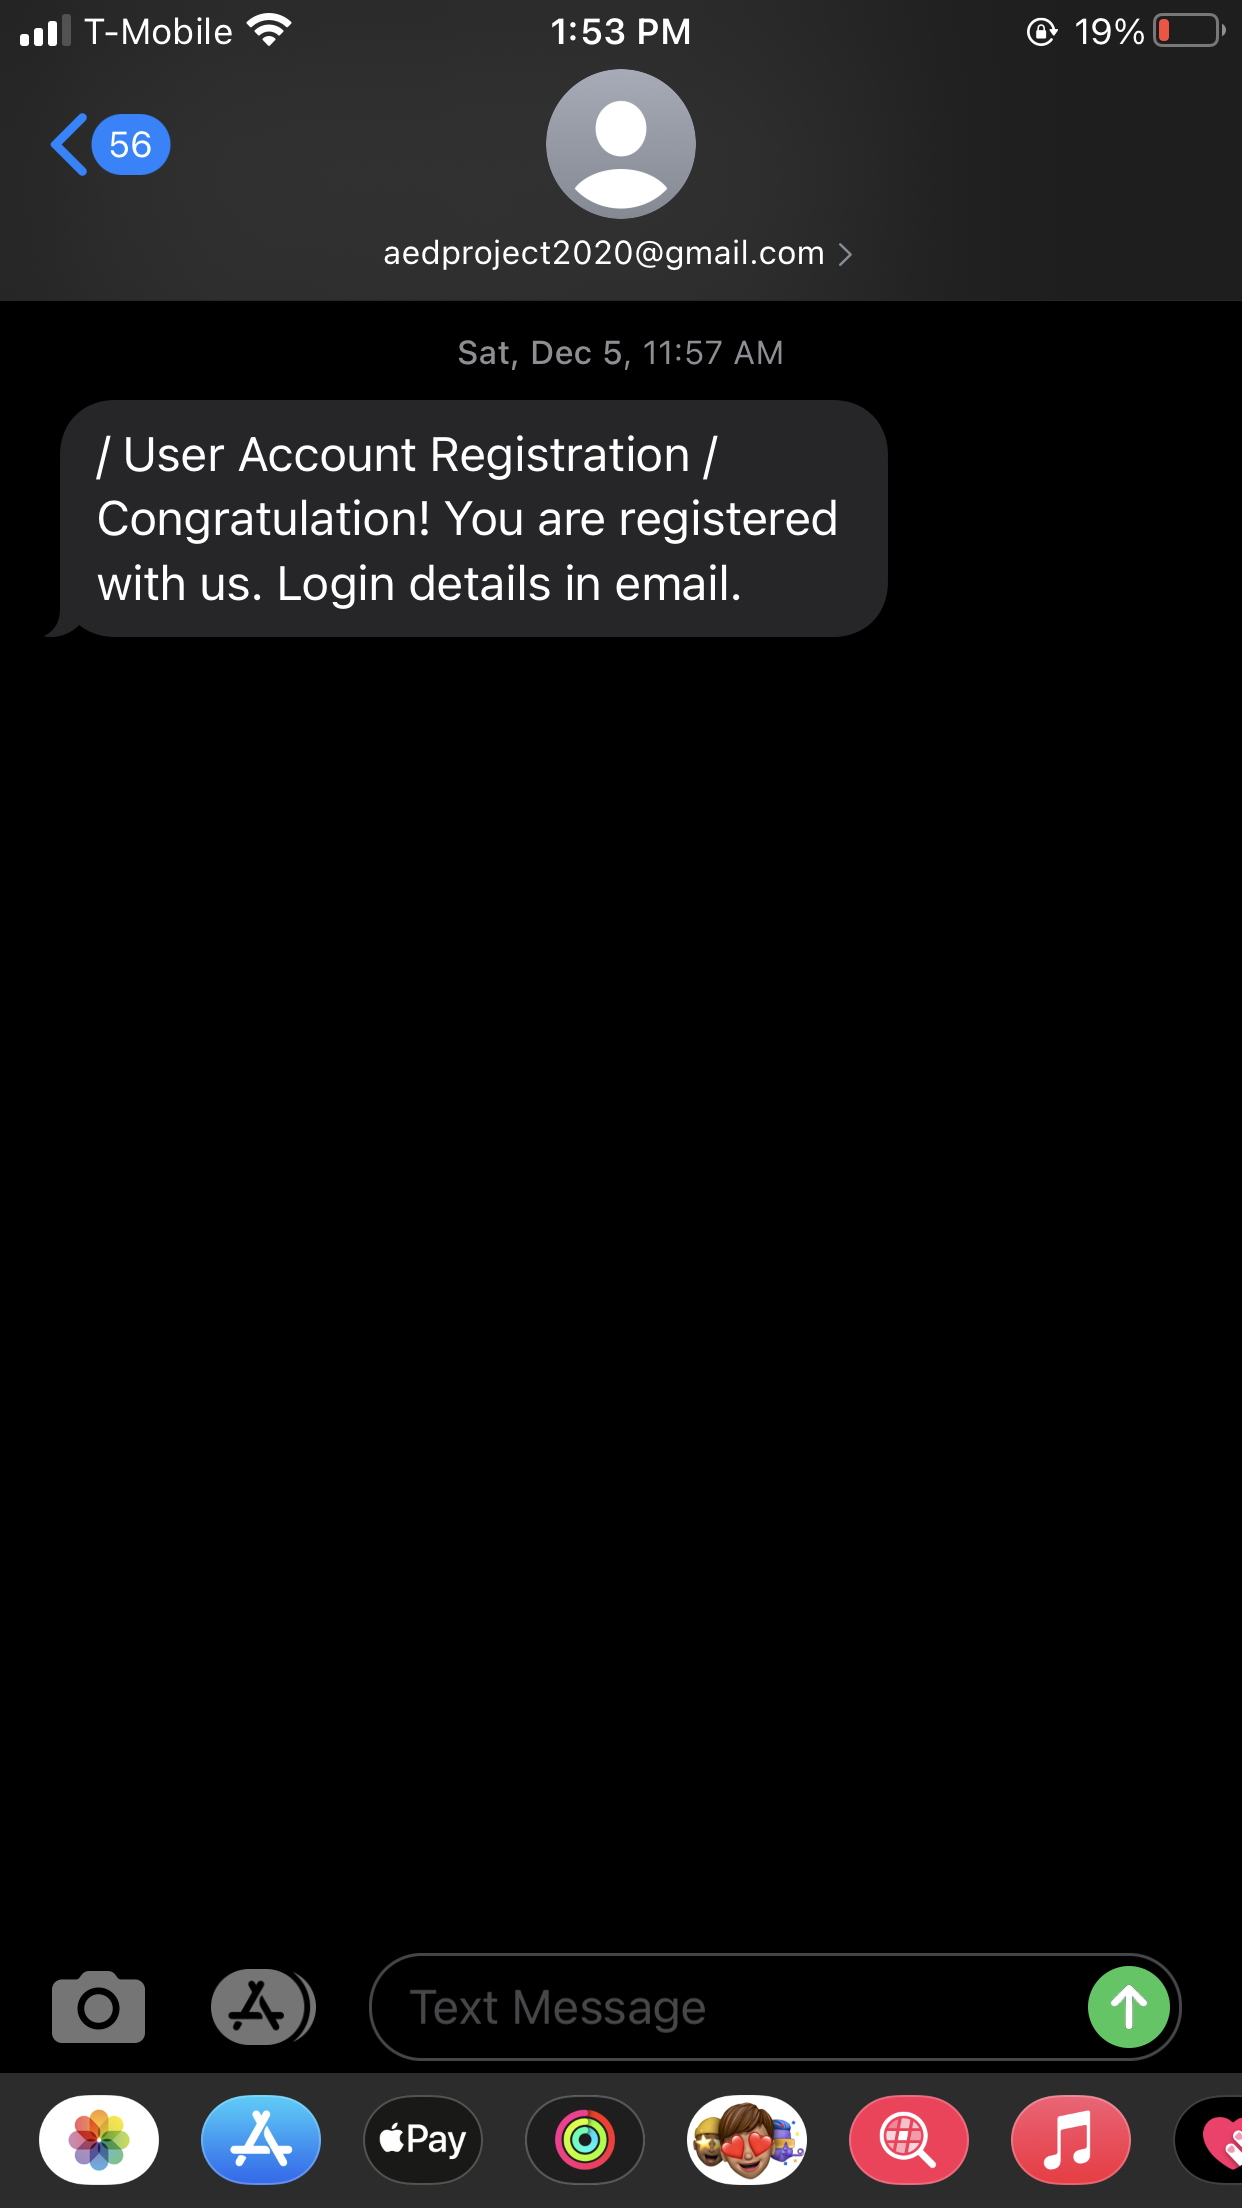 T-Mobile 1:53 PM 19%
56
aedproject2020@gmail.com
Sat, Dec 5, 11:57 AM
/ User Account Registration /
Congratulation! You are registered
with us. Login details in email.
Text Message
Pay